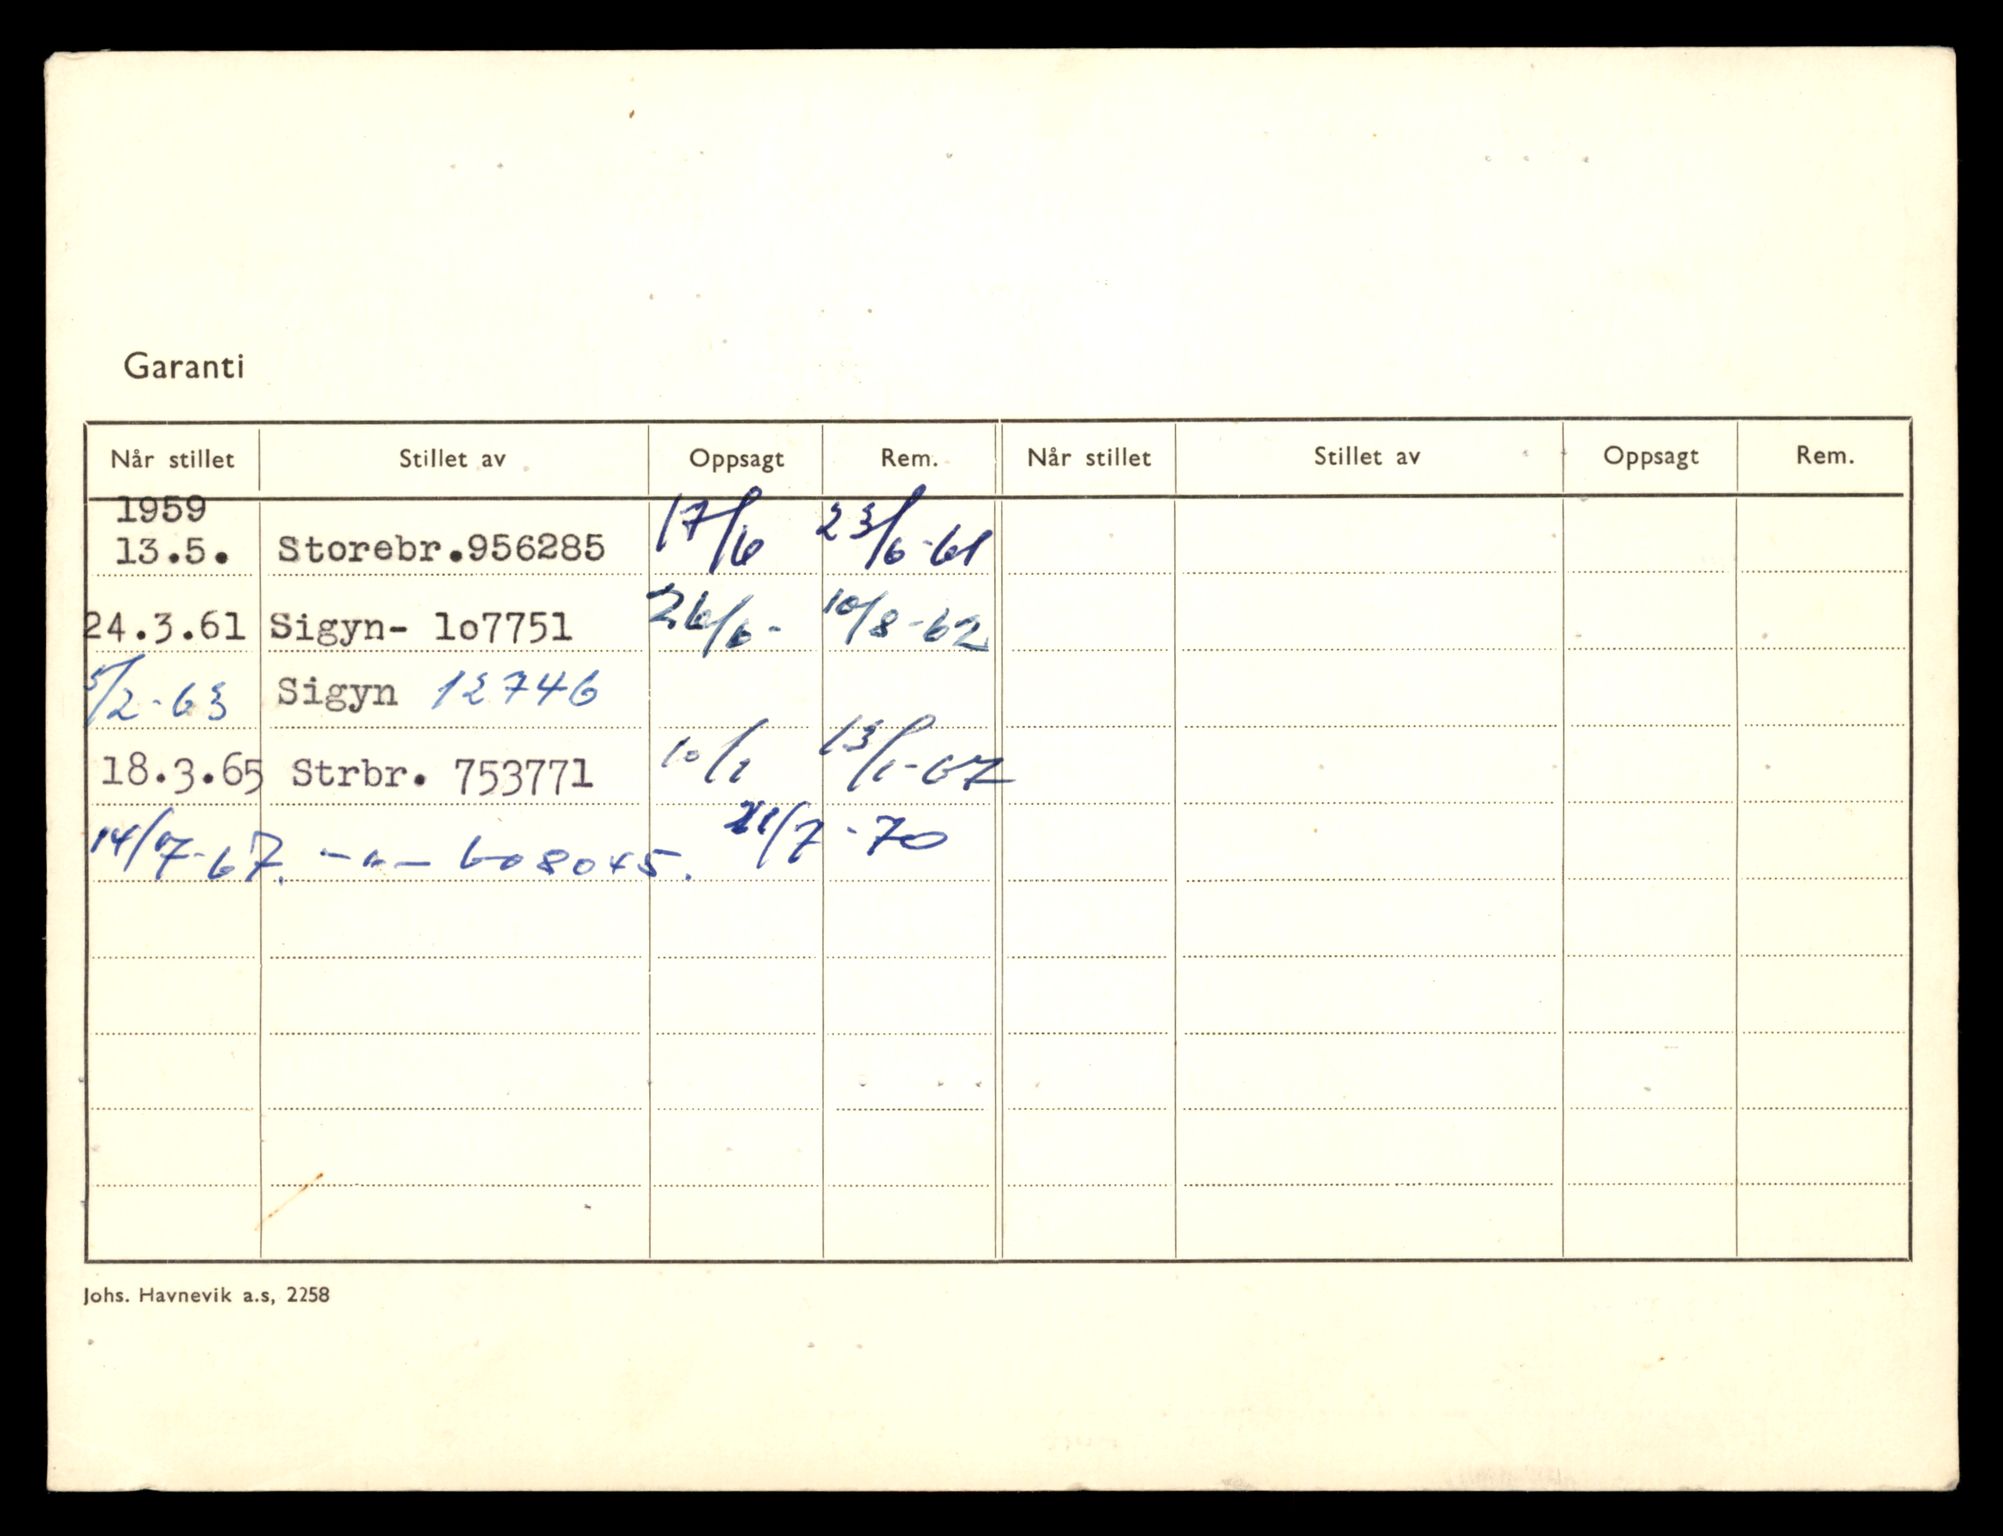 Garanti
Når stillet Stillet av Oppsagt Rem. Når stillet Stillet av Oppsagt Rem.
1959
13.5. Storebr.956285 17/6 23/6-61
24.3.61 Sigyn- lo7751 26/6- 10/8-62
5/2-63 Sigyn 12746
18.3.65 Strbr. 753771 10/1 13/1-67
14/7-67. -"- 608045. 21/7-70
Johs. Havnevik a.s, 2258